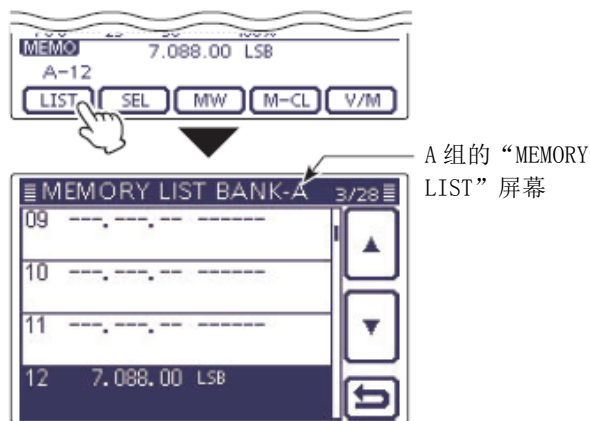 MEMO 7.088.00 LSB
A-12
LIST SEL MW M-CL V/M
A 组的“MEMORY
LIST”屏幕
MEMORY LIST BANK-A 3/28
09 ---.---.-- ------
10 ---.---.-- ------
11 ---.---.-- ------
12 7.088.00 LSB